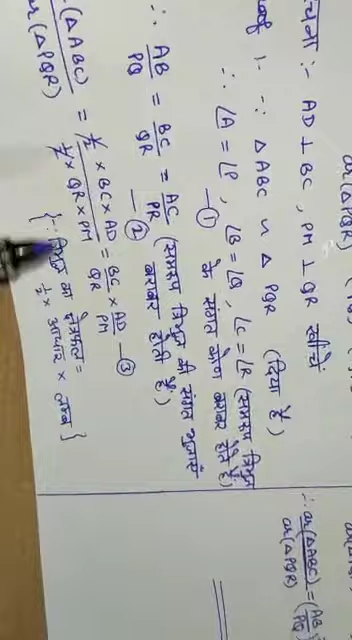 ar(ΔPQR)
रचना :- AD ⊥ BC, PM ⊥ QR खींचो
∵ ΔABC ~ ΔPQR (दिया है)
∴ ∠A = ∠P, ∠B = ∠Q, ∠C = ∠R (समरूप त्रिभुज
—① के संगत कोण बराबर होते हैं)
∴ AB/PQ = BC/QR = AC/PR —② (समरूप त्रिभुज की संगत भुजाएँ
बराबर होती हैं)
(ΔABC)/ar(ΔPQR) = ½ × BC × AD / ½ × QR × PM = BC/QR × AD/PM —③
{∵ त्रिभुज का क्षेत्रफल =
½ × आधार × लम्ब}
∴ ar(ΔABC)/ar(ΔPQR) = (AB/PQ)